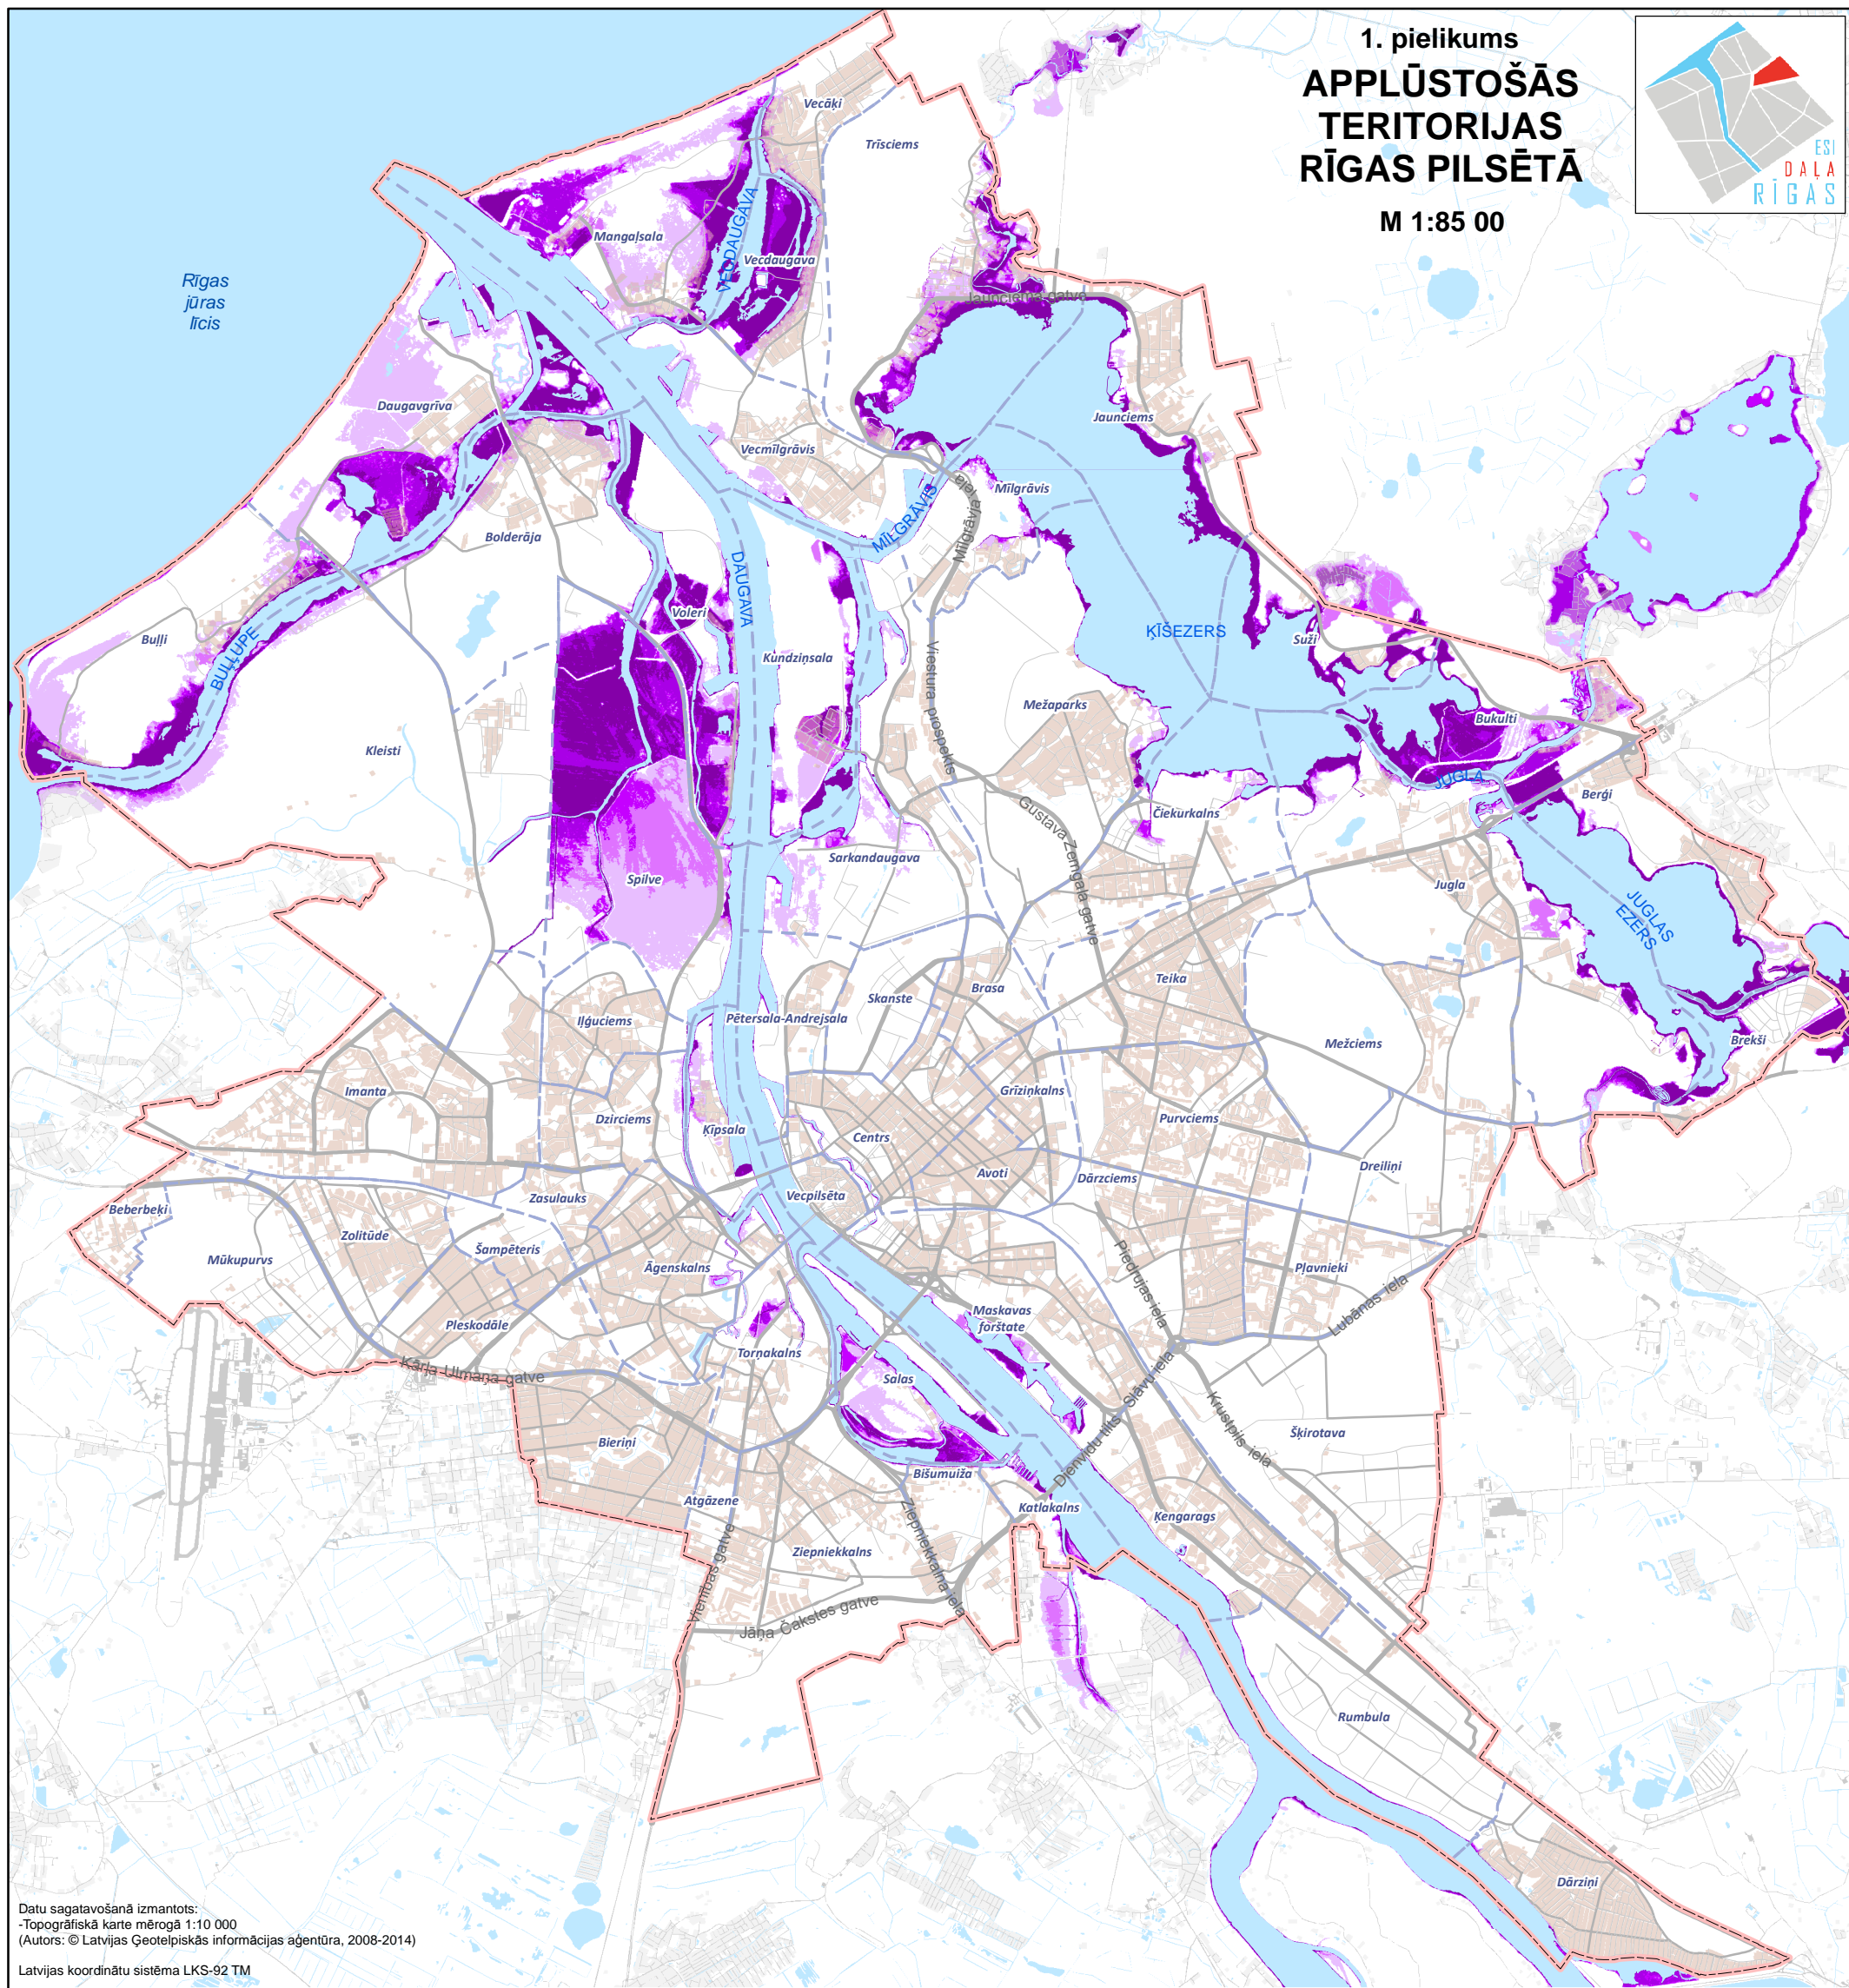 1. pielikums
APPLŪSTOŠĀS
TERITORIJAS
RĪGAS PILSĒTĀ
M 1:85 00
ESI
DAĻA
RĪGAS
Rīgas
jūras
līcis
Vecāķi
Trīsciems
Mangaļsala
VECDAUGAVA
Vecdaugava
Jaunciema gatve
Daugavgrīva
Jaunciems
Vecmīlgrāvis
Mīlgrāvis
MĪLGRĀVIS
Mīlgrāvja iela
Bolderāja
DAUGAVA
Voleri
ĶĪŠEZERS
Suži
Buļļi
BUĻĻUPE
Kundziņsala
Viestura prospekts
Mežaparks
Bukulti
Kleisti
JUGLA
Berģi
Čiekurkalns
Gustava Zemgala gatve
Sarkandaugava
Spilve
Jugla
JUGLAS
EZERS
Teika
Brasa
Skanste
Pētersala-Andrejsala
Iļģuciems
Mežciems
Brekši
Imanta
Grīziņkalns
Dzirciems
Ķīpsala
Centrs
Purvciems
Avoti
Dārzciems
Dreiliņi
Zasulauks
Vecpilsēta
Beberbeķi
Mūkupurvs
Zolitūde
Šampēteris
Āgenskalns
Piedrujas iela
Pļavnieki
Lubānas iela
Maskavas
forštate
Pleskodāle
Torņakalns
Kārļa Ulmaņa gatve
Salas
Slāvu iela
Krustpils iela
Šķirotava
Bieriņi
Bišumuiža
Dienvidu tilts
Atgāzene
Katlakalns
Ķengarags
Ziepniekkalns
Ziepniekkalna iela
Vienības gatve
Jāņa Čakstes gatve
Rumbula
Dārziņi
Datu sagatavošanā izmantots:
-Topogrāfiskā karte mērogā 1:10 000
(Autors: © Latvijas Ģeotelpiskās informācijas aģentūra, 2008-2014)
Latvijas koordinātu sistēma LKS-92 TM